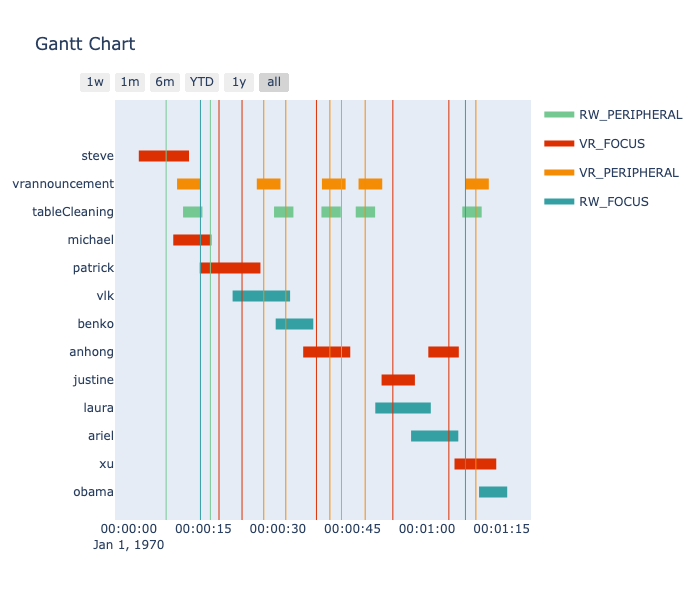 Gantt Chart
1w 1m 6m YTD 1y all
RW_PERIPHERAL
VR_FOCUS
VR_PERIPHERAL
RW_FOCUS
steve
vrannouncement
tableCleaning
michael
patrick
vlk
benko
anhong
justine
laura
ariel
xu
obama
00:00:00 00:00:15 00:00:30 00:00:45 00:01:00 00:01:15
Jan 1, 1970